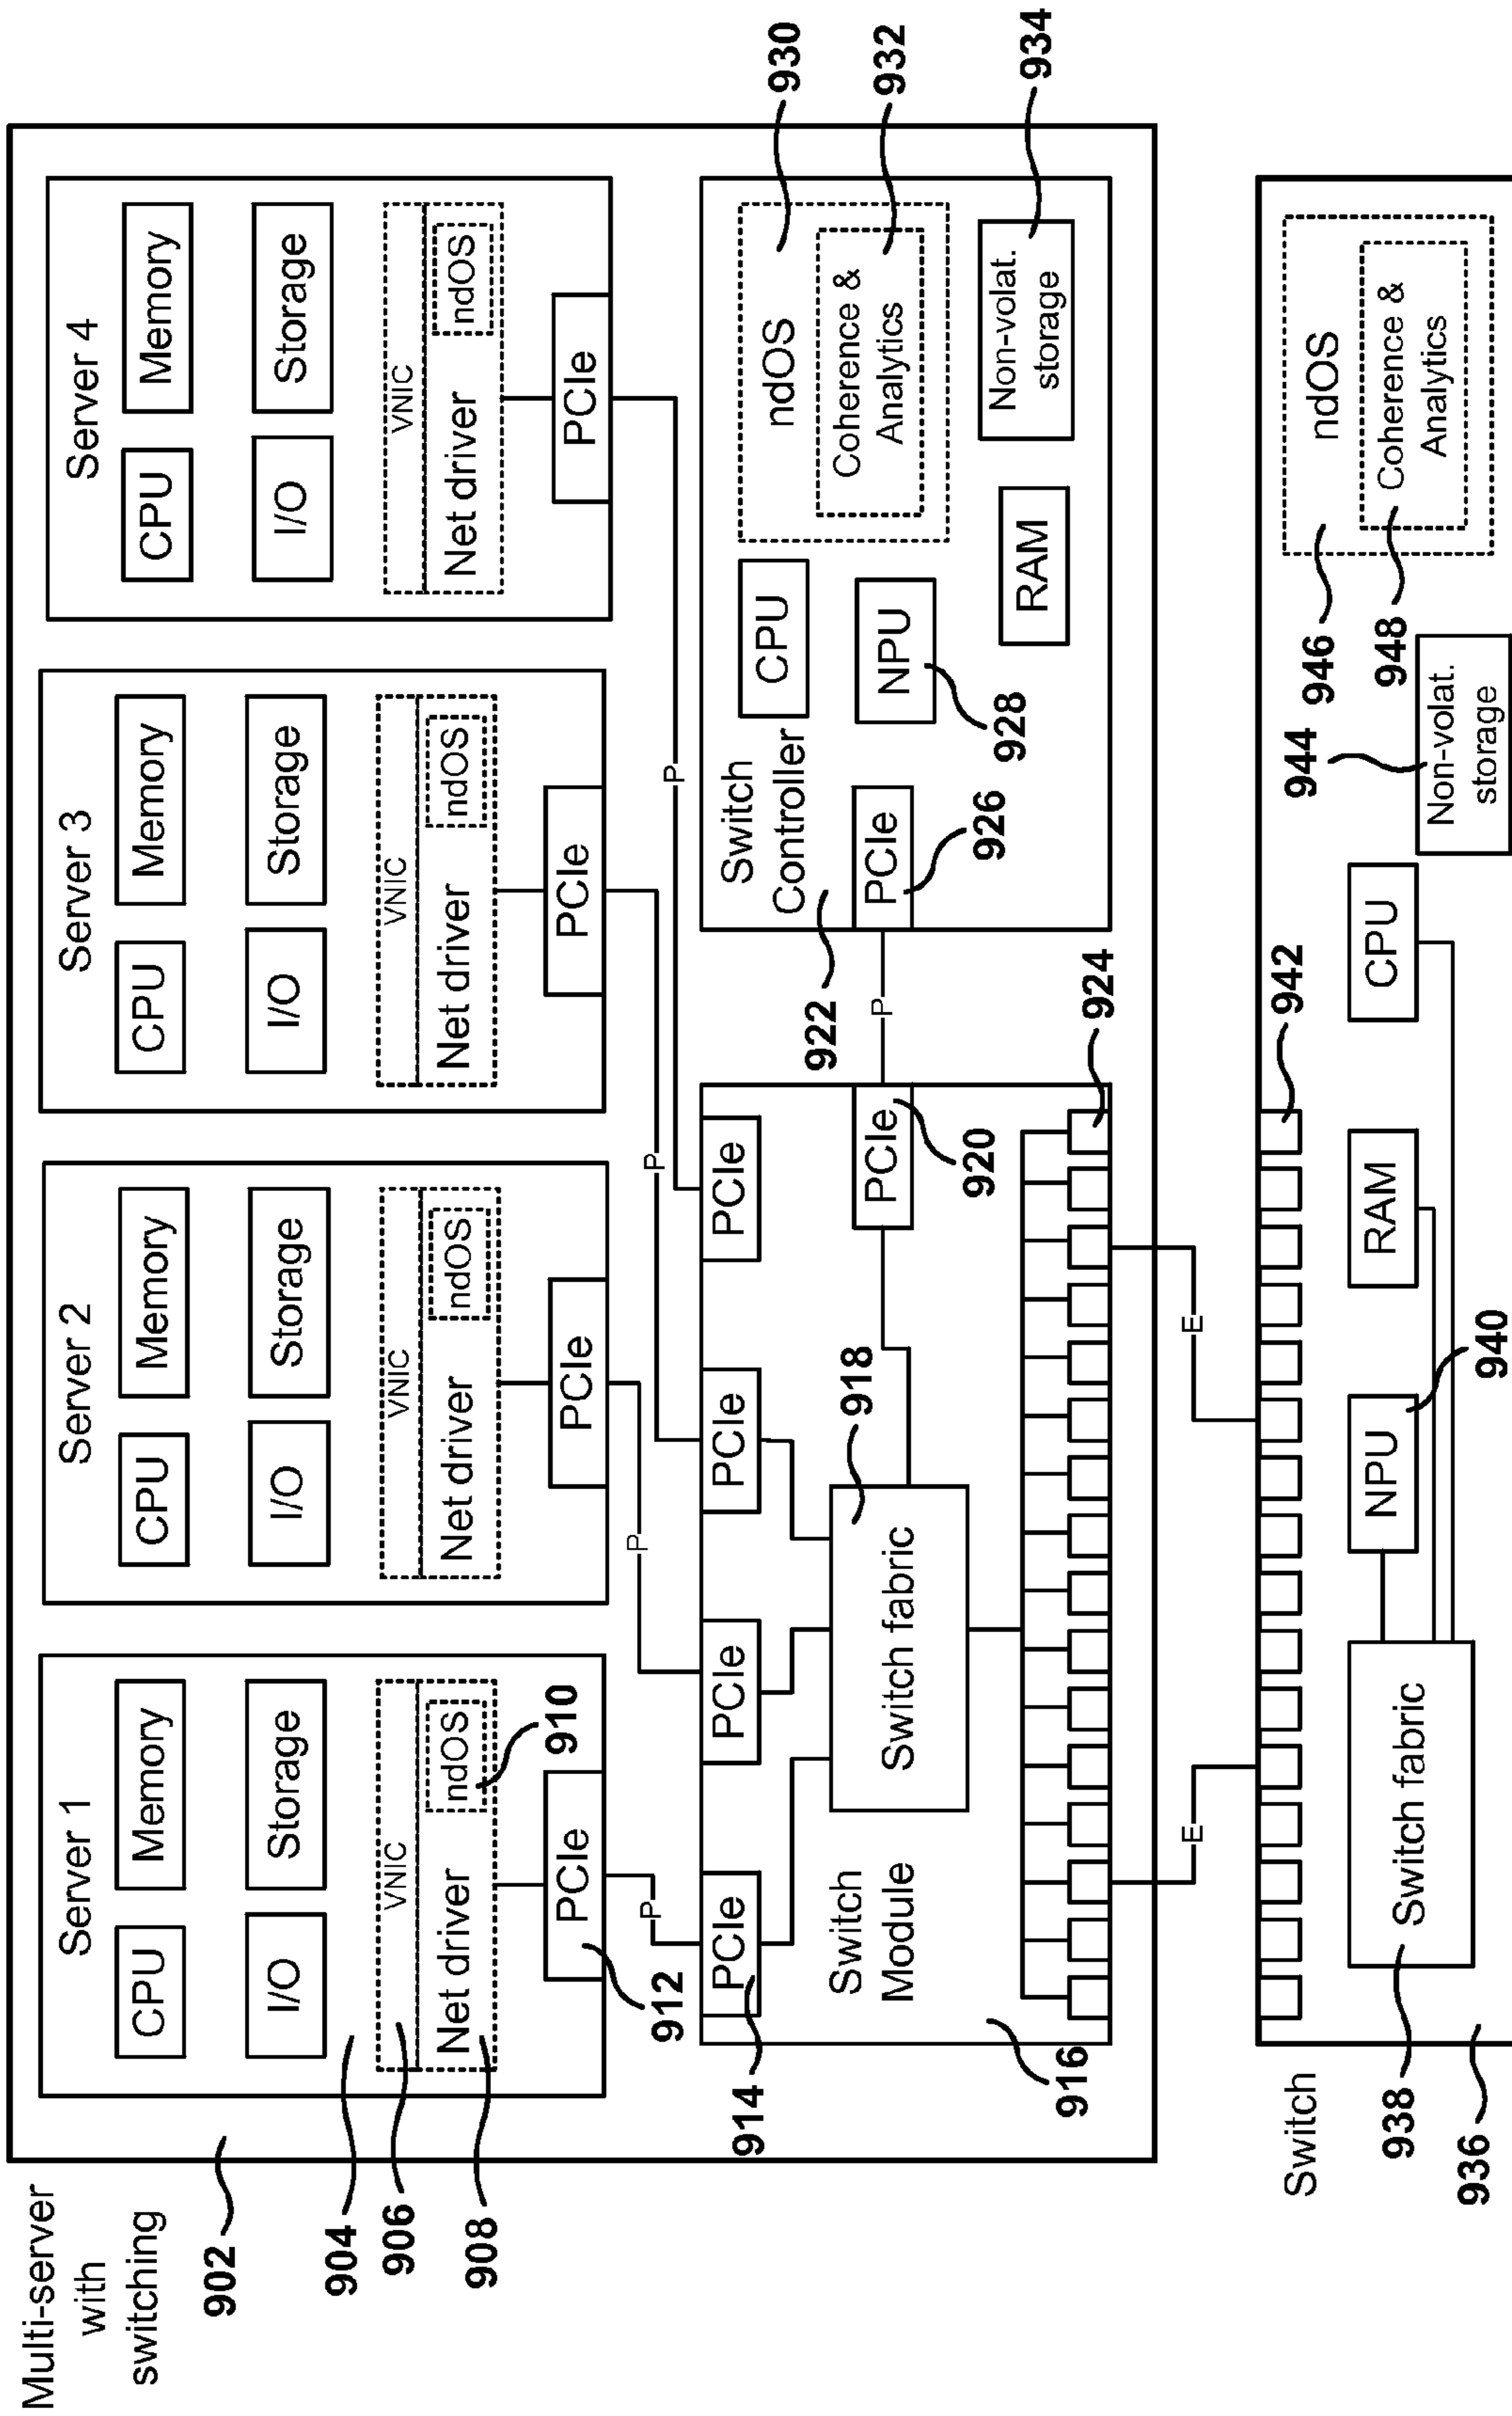 Multi-server
with
switching
902
904
906
908
Server 1
CPU
Memory
I/O
Storage
VNIC
Net driver
ndOS
910
PCIe
912
P
Server 2
CPU
Memory
I/O
Storage
VNIC
Net driver
ndOS
PCIe
P
Server 3
CPU
Memory
I/O
Storage
VNIC
Net driver
ndOS
PCIe
P
Server 4
CPU
Memory
I/O
Storage
VNIC
Net driver
ndOS
PCIe
P
914
PCIe
PCIe
PCIe
PCIe
Switch
Module
916
Switch fabric
918
PCIe
920
P
924
922
Switch
Controller
PCIe
926
CPU
NPU
928
RAM
ndOS
930
Coherence &
Analytics
932
Non-volat.
storage
934
E
E
Switch
936
938
Switch fabric
NPU
940
RAM
942
CPU
944
Non-volat.
storage
946
ndOS
948
Coherence &
Analytics